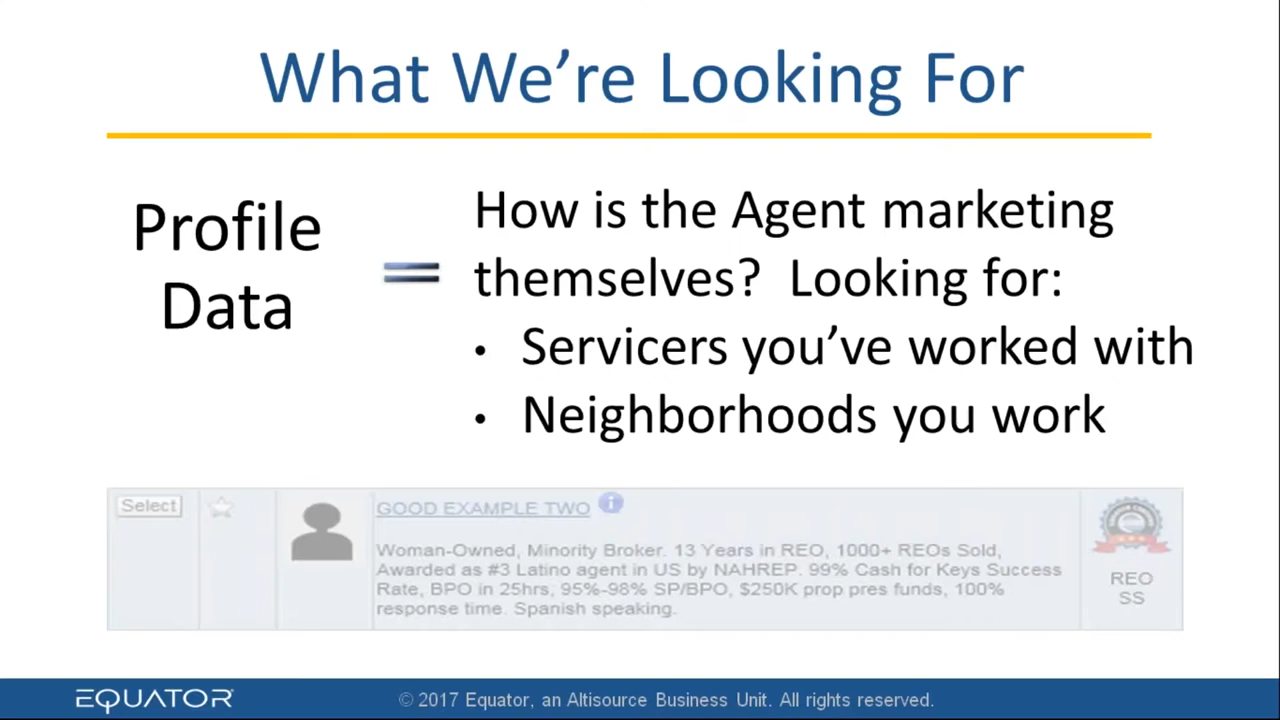 What We're Looking For
Profile
Data
How is the Agent marketing
themselves?  Looking for:
• Servicers you've worked with
• Neighborhoods you work
Select
GOOD EXAMPLE TWO
Woman-Owned, Minority Broker. 13 Years in REO, 1000+ REOs Sold,
Awarded as #3 Latino agent in US by NAHREP. 99% Cash for Keys Success
Rate, BPO in 25hrs, 95%-98% SP/BPO, $250K prop pres funds, 100%
response time. Spanish speaking.
REO
SS
EQUATOR
© 2017 Equator, an Altisource Business Unit. All rights reserved.